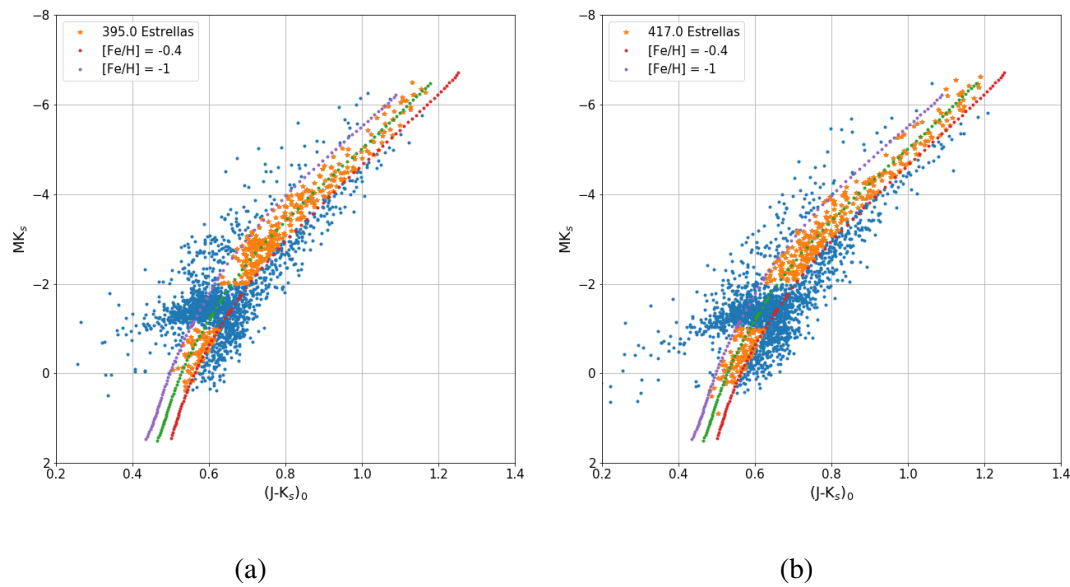 −8
−6
−4
−2
0
2
0.2 0.4 0.6 0.8 1.0 1.2 1.4
MKₛ
(J-Kₛ)₀
395.0 Estrellas
[Fe/H] = -0.4
[Fe/H] = -1
(a)
−8
−6
−4
−2
0
2
0.2 0.4 0.6 0.8 1.0 1.2 1.4
MKₛ
(J-Kₛ)₀
417.0 Estrellas
[Fe/H] = -0.4
[Fe/H] = -1
(b)